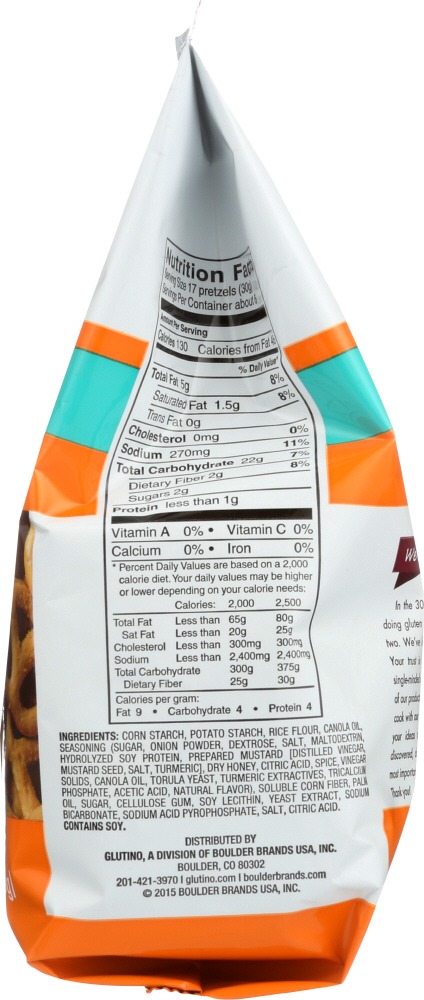 Nutrition Fac
Serving Size 17 pretzels (30g
Servings Per Container about 6
Amount Per Serving
Calories 130 Calories from Fat 40
% Daily Value*
Total Fat 5g 8%
Saturated Fat 1.5g 8%
Trans Fat 0g
Cholesterol 0mg 0%
Sodium 270mg 11%
Total Carbohydrate 22g 7%
Dietary Fiber 2g 8%
Sugars 2g
Protein less than 1g
Vitamin A 0% • Vitamin C 0%
Calcium 0% • Iron 0%
* Percent Daily Values are based on a 2,000
calorie diet. Your daily values may be higher
or lower depending on your calorie needs:
Calories: 2,000 2,500
Total Fat Less than 65g 80g
Sat Fat Less than 20g 25g
Cholesterol Less than 300mg 300mg
Sodium Less than 2,400mg 2,400mg
Total Carbohydrate 300g 375g
Dietary Fiber 25g 30g
Calories per gram:
Fat 9 • Carbohydrate 4 • Protein 4
INGREDIENTS: CORN STARCH, POTATO STARCH, RICE FLOUR, CANOLA OIL,
SEASONING (SUGAR, ONION POWDER, DEXTROSE, SALT, MALTODEXTRIN,
HYDROLYZED SOY PROTEIN, PREPARED MUSTARD [DISTILLED VINEGAR,
MUSTARD SEED, SALT, TURMERIC], DRY HONEY, CITRIC ACID, SPICE, VINEGAR
SOLIDS, CANOLA OIL, TORULA YEAST, TURMERIC EXTRACTIVES, TRICALCIUM
PHOSPHATE, ACETIC ACID, NATURAL FLAVOR), SOLUBLE CORN FIBER, PALM
OIL, SUGAR, CELLULOSE GUM, SOY LECITHIN, YEAST EXTRACT, SODIUM
BICARBONATE, SODIUM ACID PYROPHOSPHATE, SALT, CITRIC ACID.
CONTAINS SOY.
DISTRIBUTED BY
GLUTINO, A DIVISION OF BOULDER BRANDS USA, INC.
BOULDER, CO 80302
201-421-3970 | glutino.com | boulderbrands.com
© 2015 BOULDER BRANDS USA, INC.
We
In the 30
doing gluten
two. We've
Your trust is
single-minded
of our product
cook with our
your ideas
discovered,
most important
Thank you!